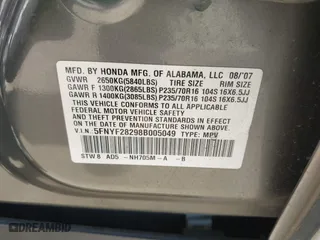 MFD. BY HONDA MFG. OF ALABAMA, LLC 08/'07
GVWR 2650KG(5840LBS) TIRE SIZE RIM SIZE
GAWR F 1300KG(2865LBS) P235/70R16 104S 16X6.5JJ
GAWR R 1400KG(3085LBS) P235/70R16 104S 16X6.5JJ
THIS VEHICLE CONFORMS TO ALL APPLICABLE
FEDERAL MOTOR VEHICLE SAFETY AND THEFT
PREVENTION STANDARDS IN EFFECT ON THE DATE
OF MANUFACTURE SHOWN ABOVE.
V.I.N.: 5FNYF28298B005049 TYPE: MPV
STW 8 A05 - NH705M - A - B
DREAMBID